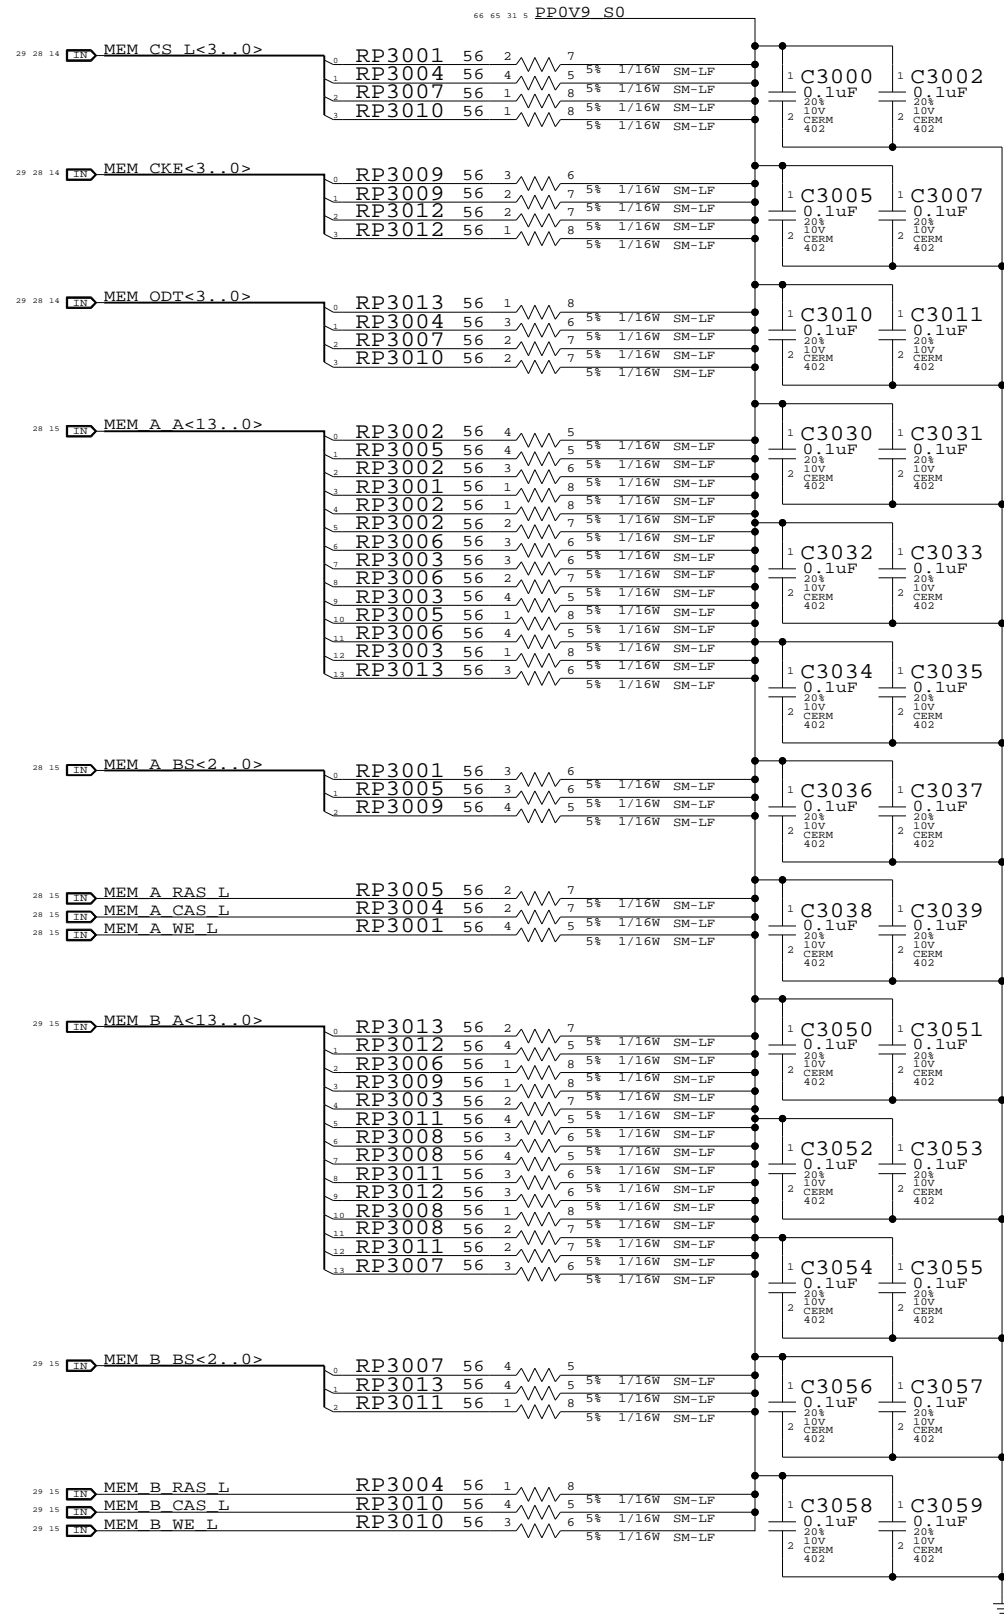 66 65 31 5 PP0V9_S0
29 28 14 IN MEM_CS_L<3..0>
0 RP3001 56 2 7 5% 1/16W SM-LF
1 RP3004 56 4 5 5% 1/16W SM-LF
2 RP3007 56 1 8 5% 1/16W SM-LF
3 RP3010 56 1 8 5% 1/16W SM-LF
29 28 14 IN MEM_CKE<3..0>
0 RP3009 56 3 6 5% 1/16W SM-LF
1 RP3009 56 2 7 5% 1/16W SM-LF
2 RP3012 56 2 7 5% 1/16W SM-LF
3 RP3012 56 1 8 5% 1/16W SM-LF
29 28 14 IN MEM_ODT<3..0>
0 RP3013 56 1 8 5% 1/16W SM-LF
1 RP3004 56 3 6 5% 1/16W SM-LF
2 RP3007 56 2 7 5% 1/16W SM-LF
3 RP3010 56 2 7 5% 1/16W SM-LF
28 15 IN MEM_A_A<13..0>
0 RP3002 56 4 5 5% 1/16W SM-LF
1 RP3005 56 4 5 5% 1/16W SM-LF
2 RP3002 56 3 6 5% 1/16W SM-LF
3 RP3001 56 1 8 5% 1/16W SM-LF
4 RP3002 56 1 8 5% 1/16W SM-LF
5 RP3002 56 2 7 5% 1/16W SM-LF
6 RP3006 56 3 6 5% 1/16W SM-LF
7 RP3003 56 3 6 5% 1/16W SM-LF
8 RP3006 56 2 7 5% 1/16W SM-LF
9 RP3003 56 4 5 5% 1/16W SM-LF
10 RP3005 56 1 8 5% 1/16W SM-LF
11 RP3006 56 4 5 5% 1/16W SM-LF
12 RP3003 56 1 8 5% 1/16W SM-LF
13 RP3013 56 3 6 5% 1/16W SM-LF
28 15 IN MEM_A_BS<2..0>
0 RP3001 56 3 6 5% 1/16W SM-LF
1 RP3005 56 3 6 5% 1/16W SM-LF
2 RP3009 56 4 5 5% 1/16W SM-LF
28 15 IN MEM_A_RAS_L RP3005 56 2 7 5% 1/16W SM-LF
28 15 IN MEM_A_CAS_L RP3004 56 2 7 5% 1/16W SM-LF
28 15 IN MEM_A_WE_L RP3001 56 4 5 5% 1/16W SM-LF
29 15 IN MEM_B_A<13..0>
0 RP3013 56 2 7 5% 1/16W SM-LF
1 RP3012 56 4 5 5% 1/16W SM-LF
2 RP3006 56 1 8 5% 1/16W SM-LF
3 RP3009 56 1 8 5% 1/16W SM-LF
4 RP3003 56 2 7 5% 1/16W SM-LF
5 RP3011 56 4 5 5% 1/16W SM-LF
6 RP3008 56 3 6 5% 1/16W SM-LF
7 RP3008 56 4 5 5% 1/16W SM-LF
8 RP3011 56 3 6 5% 1/16W SM-LF
9 RP3012 56 3 6 5% 1/16W SM-LF
10 RP3008 56 1 8 5% 1/16W SM-LF
11 RP3008 56 2 7 5% 1/16W SM-LF
12 RP3011 56 2 7 5% 1/16W SM-LF
13 RP3007 56 3 6 5% 1/16W SM-LF
29 15 IN MEM_B_BS<2..0>
0 RP3007 56 4 5 5% 1/16W SM-LF
1 RP3013 56 4 5 5% 1/16W SM-LF
2 RP3011 56 1 8 5% 1/16W SM-LF
29 15 IN MEM_B_RAS_L RP3004 56 1 8 5% 1/16W SM-LF
29 15 IN MEM_B_CAS_L RP3010 56 4 5 5% 1/16W SM-LF
29 15 IN MEM_B_WE_L RP3010 56 3 6 5% 1/16W SM-LF
1 C3000 1 C3002
0.1uF 0.1uF
20% 20%
10V 10V
2 CERM 2 CERM
402 402
1 C3005 1 C3007
0.1uF 0.1uF
20% 20%
10V 10V
2 CERM 2 CERM
402 402
1 C3010 1 C3011
0.1uF 0.1uF
20% 20%
10V 10V
2 CERM 2 CERM
402 402
1 C3030 1 C3031
0.1uF 0.1uF
20% 20%
10V 10V
2 CERM 2 CERM
402 402
1 C3032 1 C3033
0.1uF 0.1uF
20% 20%
10V 10V
2 CERM 2 CERM
402 402
1 C3034 1 C3035
0.1uF 0.1uF
20% 20%
10V 10V
2 CERM 2 CERM
402 402
1 C3036 1 C3037
0.1uF 0.1uF
20% 20%
10V 10V
2 CERM 2 CERM
402 402
1 C3038 1 C3039
0.1uF 0.1uF
20% 20%
10V 10V
2 CERM 2 CERM
402 402
1 C3050 1 C3051
0.1uF 0.1uF
20% 20%
10V 10V
2 CERM 2 CERM
402 402
1 C3052 1 C3053
0.1uF 0.1uF
20% 20%
10V 10V
2 CERM 2 CERM
402 402
1 C3054 1 C3055
0.1uF 0.1uF
20% 20%
10V 10V
2 CERM 2 CERM
402 402
1 C3056 1 C3057
0.1uF 0.1uF
20% 20%
10V 10V
2 CERM 2 CERM
402 402
1 C3058 1 C3059
0.1uF 0.1uF
20% 20%
10V 10V
2 CERM 2 CERM
402 402